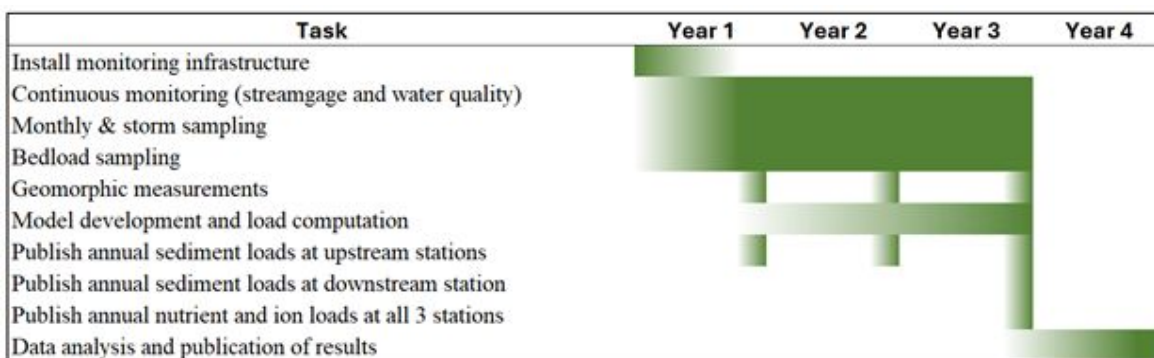 Task Year 1 Year 2 Year 3 Year 4
Install monitoring infrastructure
Continuous monitoring (streamgage and water quality)
Monthly & storm sampling
Bedload sampling
Geomorphic measurements
Model development and load computation
Publish annual sediment loads at upstream stations
Publish annual sediment loads at downstream station
Publish annual nutrient and ion loads at all 3 stations
Data analysis and publication of results